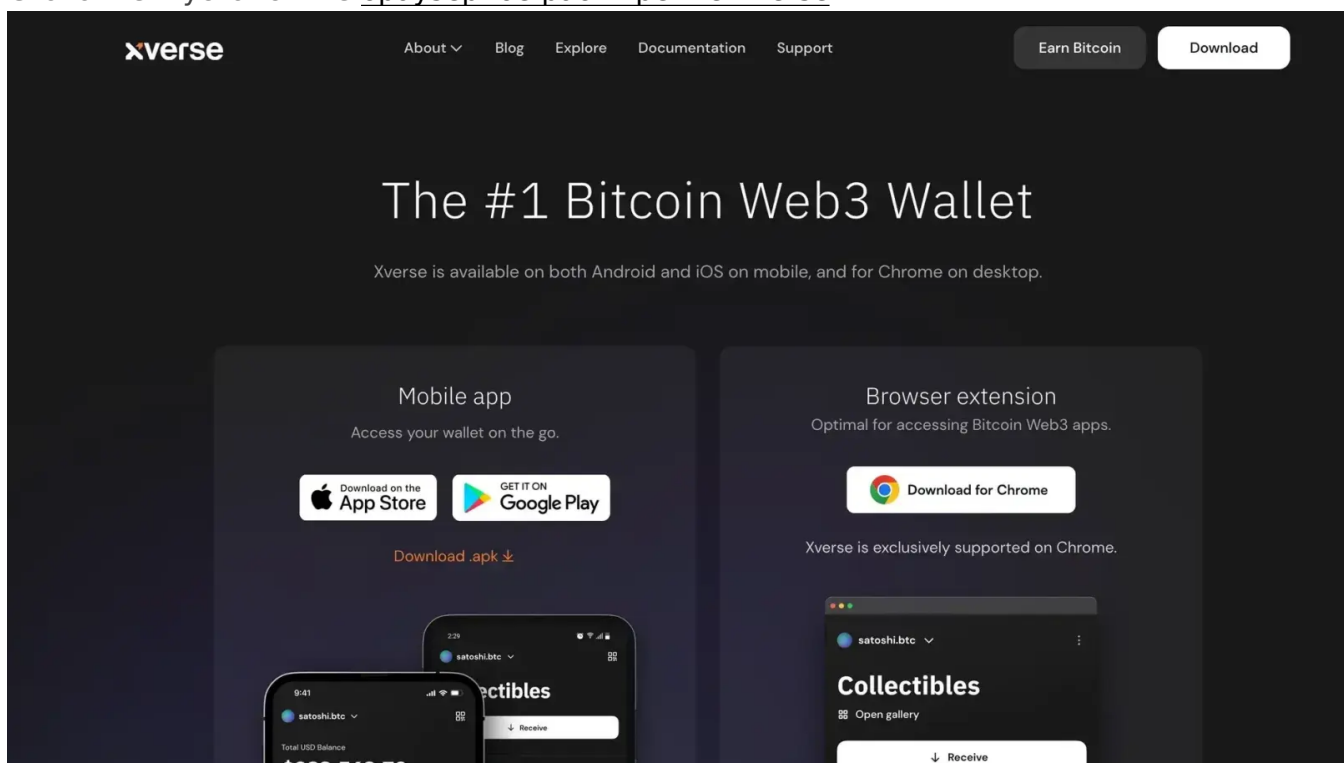 xverse
About
Blog
Explore
Documentation
Support
Earn Bitcoin
Download
The #1 Bitcoin Web3 Wallet
Xverse is available on both Android and iOS on mobile, and for Chrome on desktop.
Mobile app
Access your wallet on the go.
Download on the
App Store
GET IT ON
Google Play
Download .apk
Browser extension
Optimal for accessing Bitcoin Web3 apps.
Download for Chrome
Xverse is exclusively supported on Chrome.
2:29
satoshi.btc
ectibles
Receive
9:41
satoshi.btc
Total USD Balance
satoshi.btc
Collectibles
Open gallery
Receive